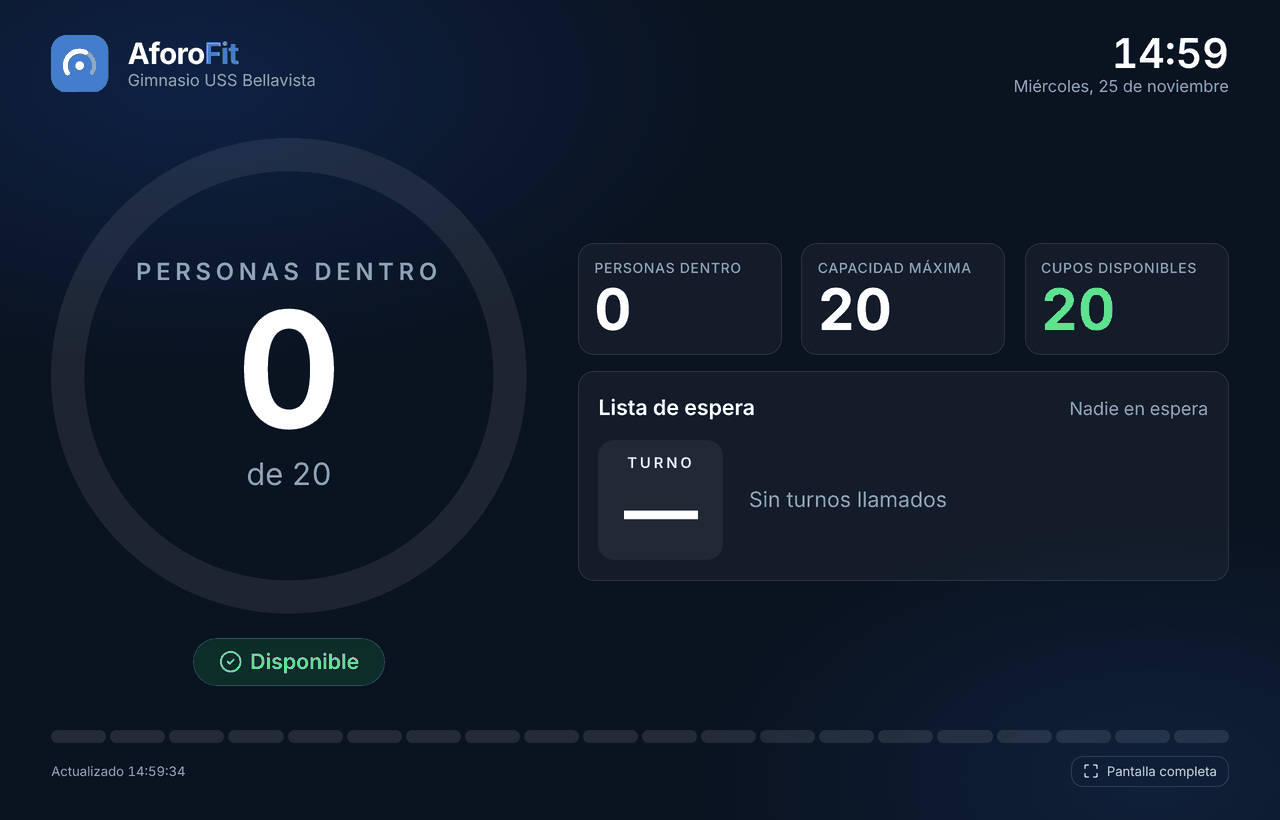 AforoFit
Gimnasio USS Bellavista
14:59
Miércoles, 25 de noviembre
PERSONAS DENTRO
0
de 20
Disponible
PERSONAS DENTRO
0
CAPACIDAD MÁXIMA
20
CUPOS DISPONIBLES
20
Lista de espera
Nadie en espera
TURNO
—
Sin turnos llamados
Actualizado 14:59:34
Pantalla completa